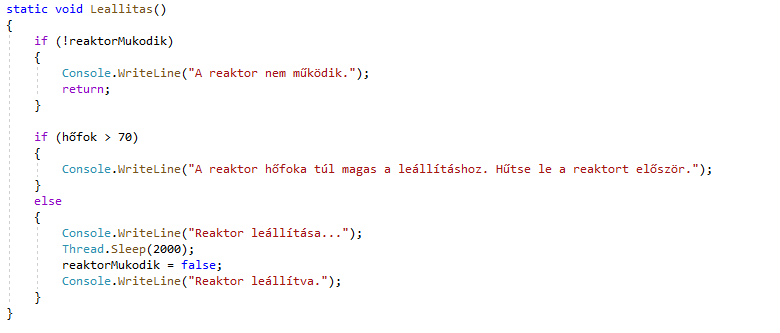 static void Leallitas()
{
if (!reaktorMukodik)
{
Console.WriteLine("A reaktor nem működik.");
return;
}
if (hőfok > 70)
{
Console.WriteLine("A reaktor hőfoka túl magas a leállításhoz. Hűtse le a reaktort először.");
}
else
{
Console.WriteLine("Reaktor leállítása...");
Thread.Sleep(2000);
reaktorMukodik = false;
Console.WriteLine("Reaktor leállítva.");
}
}